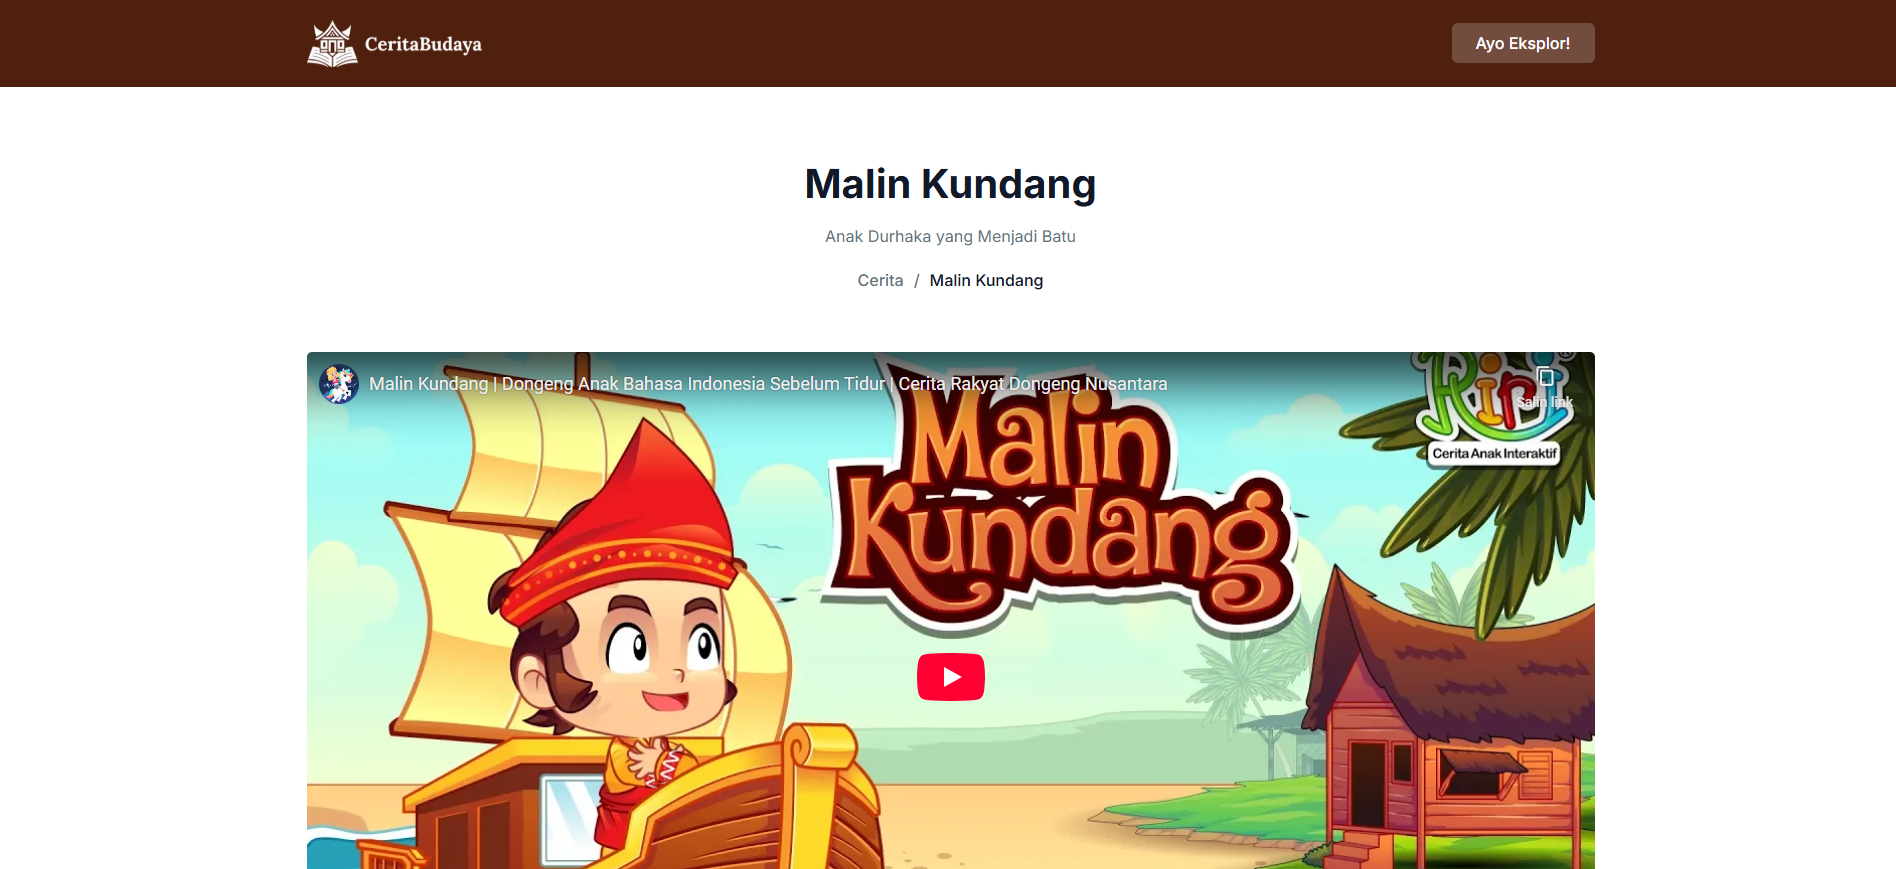 CeritaBudaya
Ayo Eksplor!
Malin Kundang
Anak Durhaka yang Menjadi Batu
Cerita / Malin Kundang
Malin Kundang | Dongeng Anak Bahasa Indonesia Sebelum Tidur | Cerita Rakyat Dongeng Nusantara
Salin link
Riri
Cerita Anak Interaktif
Malin
Kundang